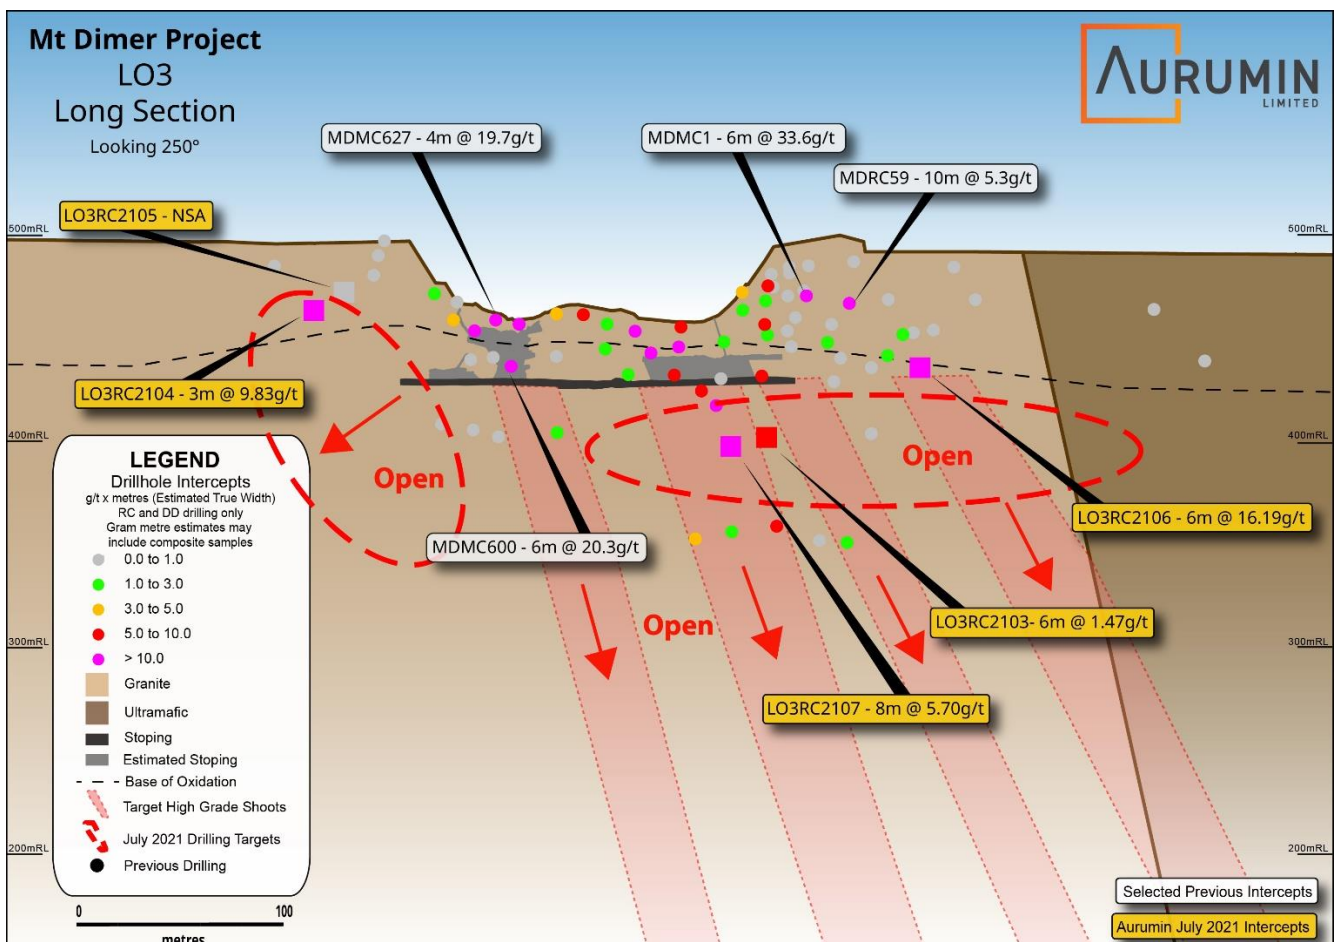 Mt Dimer Project
LO3
Long Section
Looking 250°
AURUMIN
LIMITED
MDMC627 - 4m @ 19.7g/t
MDMC1 - 6m @ 33.6g/t
MDRC59 - 10m @ 5.3g/t
LO3RC2105 - NSA
500mRL
500mRL
LO3RC2104 - 3m @ 9.83g/t
400mRL
400mRL
Open
Open
LO3RC2106 - 6m @ 16.19g/t
MDMC600 - 6m @ 20.3g/t
LO3RC2103- 6m @ 1.47g/t
Open
300mRL
300mRL
LO3RC2107 - 8m @ 5.70g/t
200mRL
200mRL
LEGEND
Drillhole Intercepts
g/t x metres (Estimated True Width)
RC and DD drilling only
Gram metre estimates may
include composite samples
0.0 to 1.0
1.0 to 3.0
3.0 to 5.0
5.0 to 10.0
> 10.0
Granite
Ultramafic
Stoping
Estimated Stoping
Base of Oxidation
Target High Grade Shoots
July 2021 Drilling Targets
Previous Drilling
0 100
metres
Selected Previous Intercepts
Aurumin July 2021 Intercepts